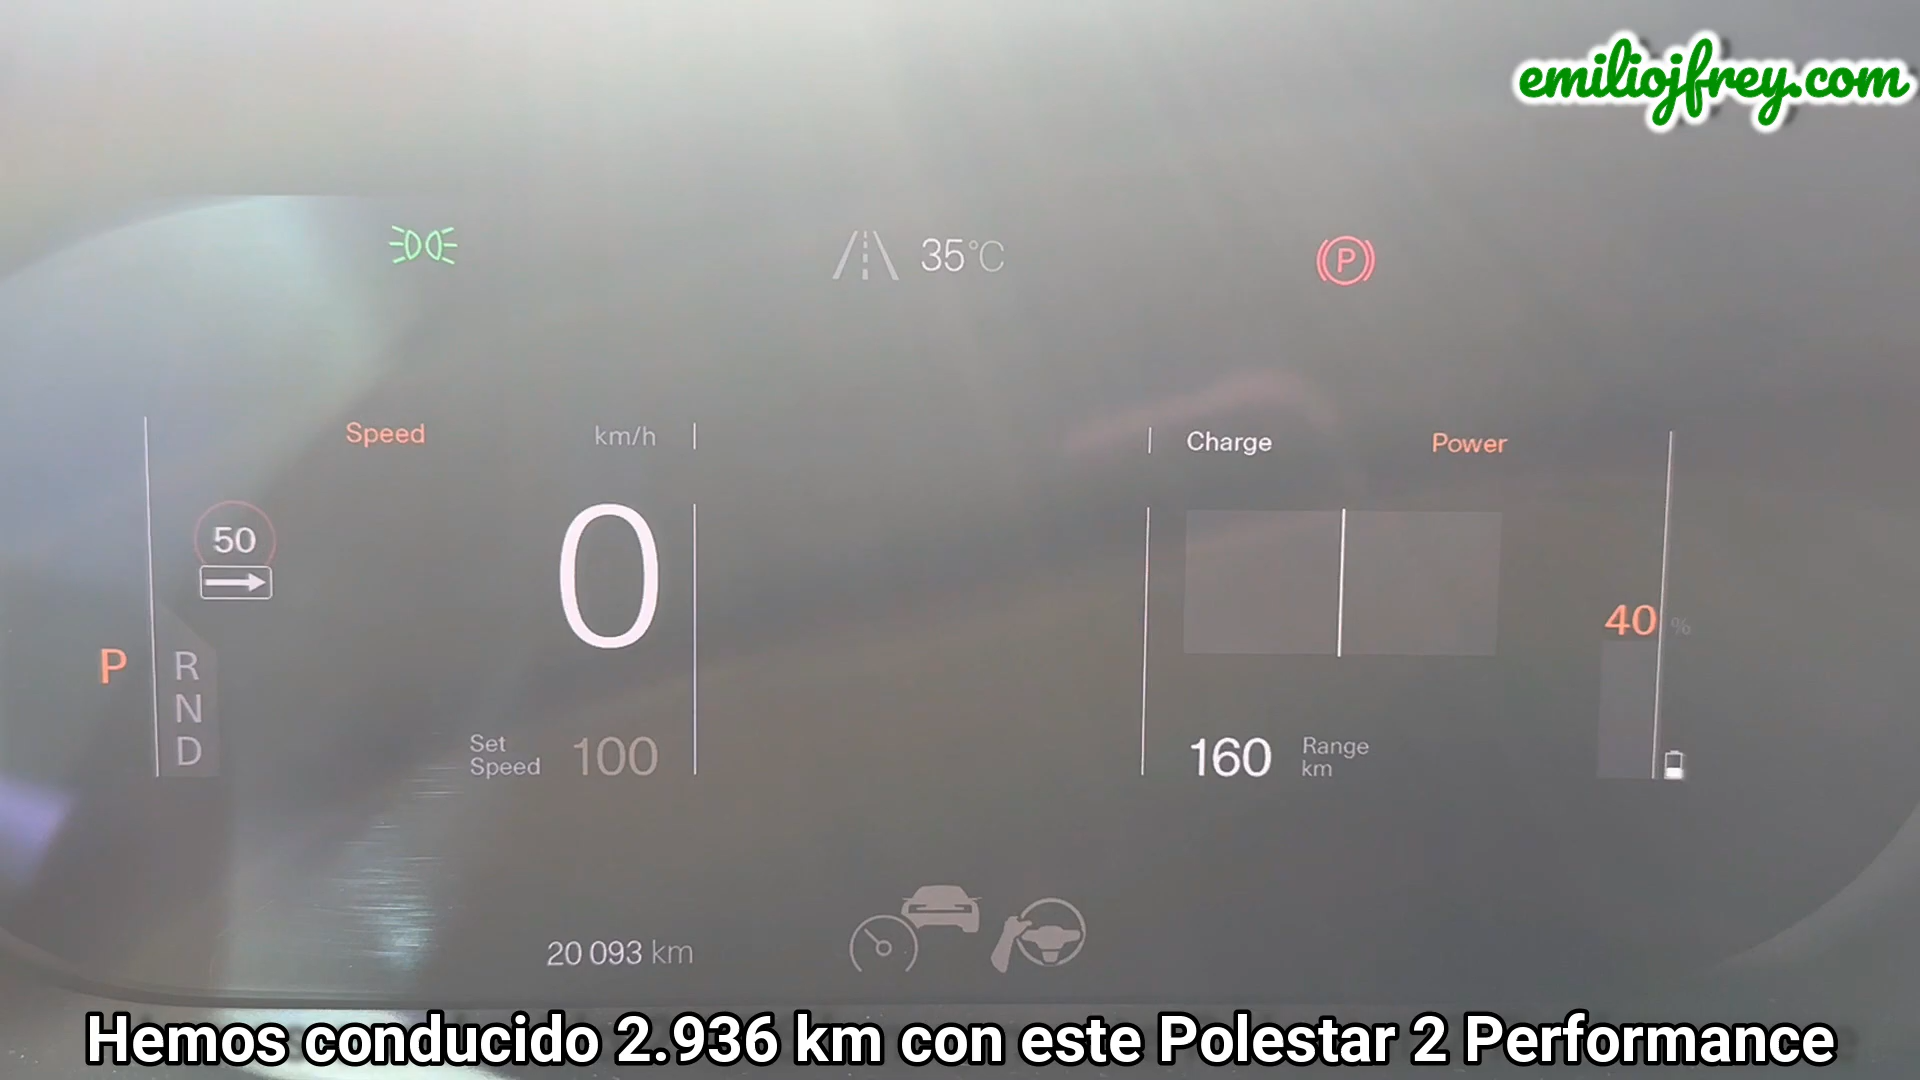 emiliojfrey.com
35°C
P
Speed km/h
Charge Power
50
0
40 %
P R
N
D
Set
Speed 100
160 Range
km
20 093 km
Hemos conducido 2.936 km con este Polestar 2 Performance